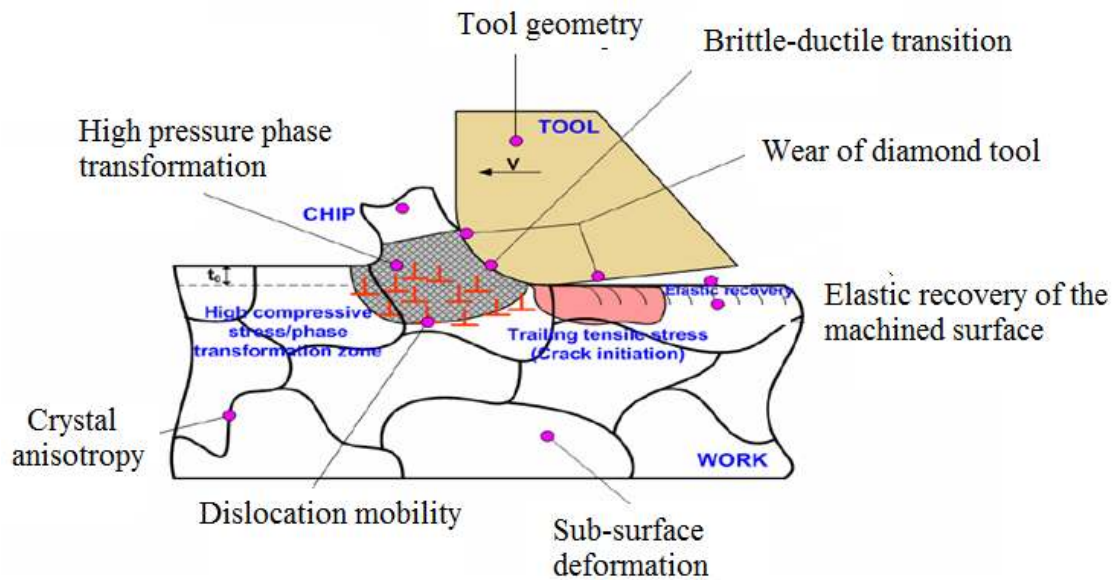 Tool geometry
Brittle-ductile transition
High pressure phase
transformation
TOOL
V
Wear of diamond tool
CHIP
tc
Elastic recovery
Elastic recovery of the
machined surface
High compressive
stress/phase
transformation zone
Trailing tensile stress
(Crack initiation)
Crystal
anisotropy
WORK
Dislocation mobility
Sub-surface
deformation